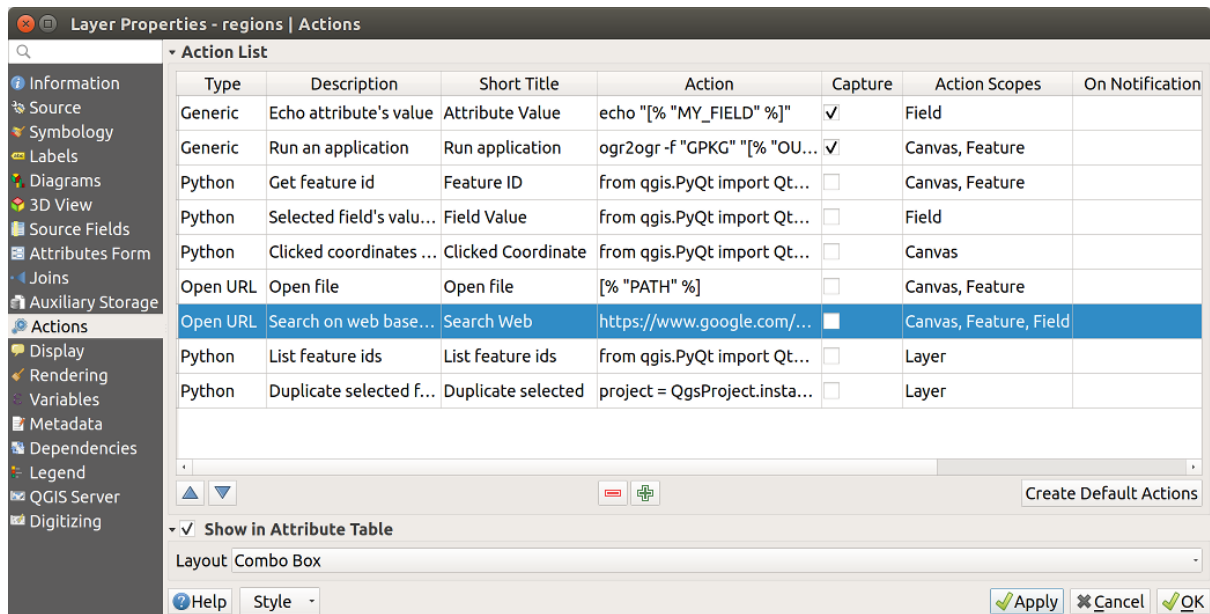 Layer Properties - regions | Actions
Information
Source
Symbology
Labels
Diagrams
3D View
Source Fields
Attributes Form
Joins
Auxiliary Storage
Actions
Display
Rendering
Variables
Metadata
Dependencies
Legend
QGIS Server
Digitizing
Action List
Type Description Short Title Action Capture Action Scopes On Notification
Generic Echo attribute's value Attribute Value echo "[% "MY_FIELD" %]" Field
Generic Run an application Run application ogr2ogr -f "GPKG" "[% "OU... Canvas, Feature
Python Get feature id Feature ID from qgis.PyQt import Qt... Canvas, Feature
Python Selected field's valu... Field Value from qgis.PyQt import Qt... Field
Python Clicked coordinates ... Clicked Coordinate from qgis.PyQt import Qt... Canvas
Open URL Open file Open file [% "PATH" %] Canvas, Feature
Open URL Search on web base... Search Web https://www.google.com/... Canvas, Feature, Field
Python List feature ids List feature ids from qgis.PyQt import Qt... Layer
Python Duplicate selected f... Duplicate selected project = QgsProject.insta... Layer
Create Default Actions
Show in Attribute Table
Layout Combo Box
Help Style Apply Cancel OK